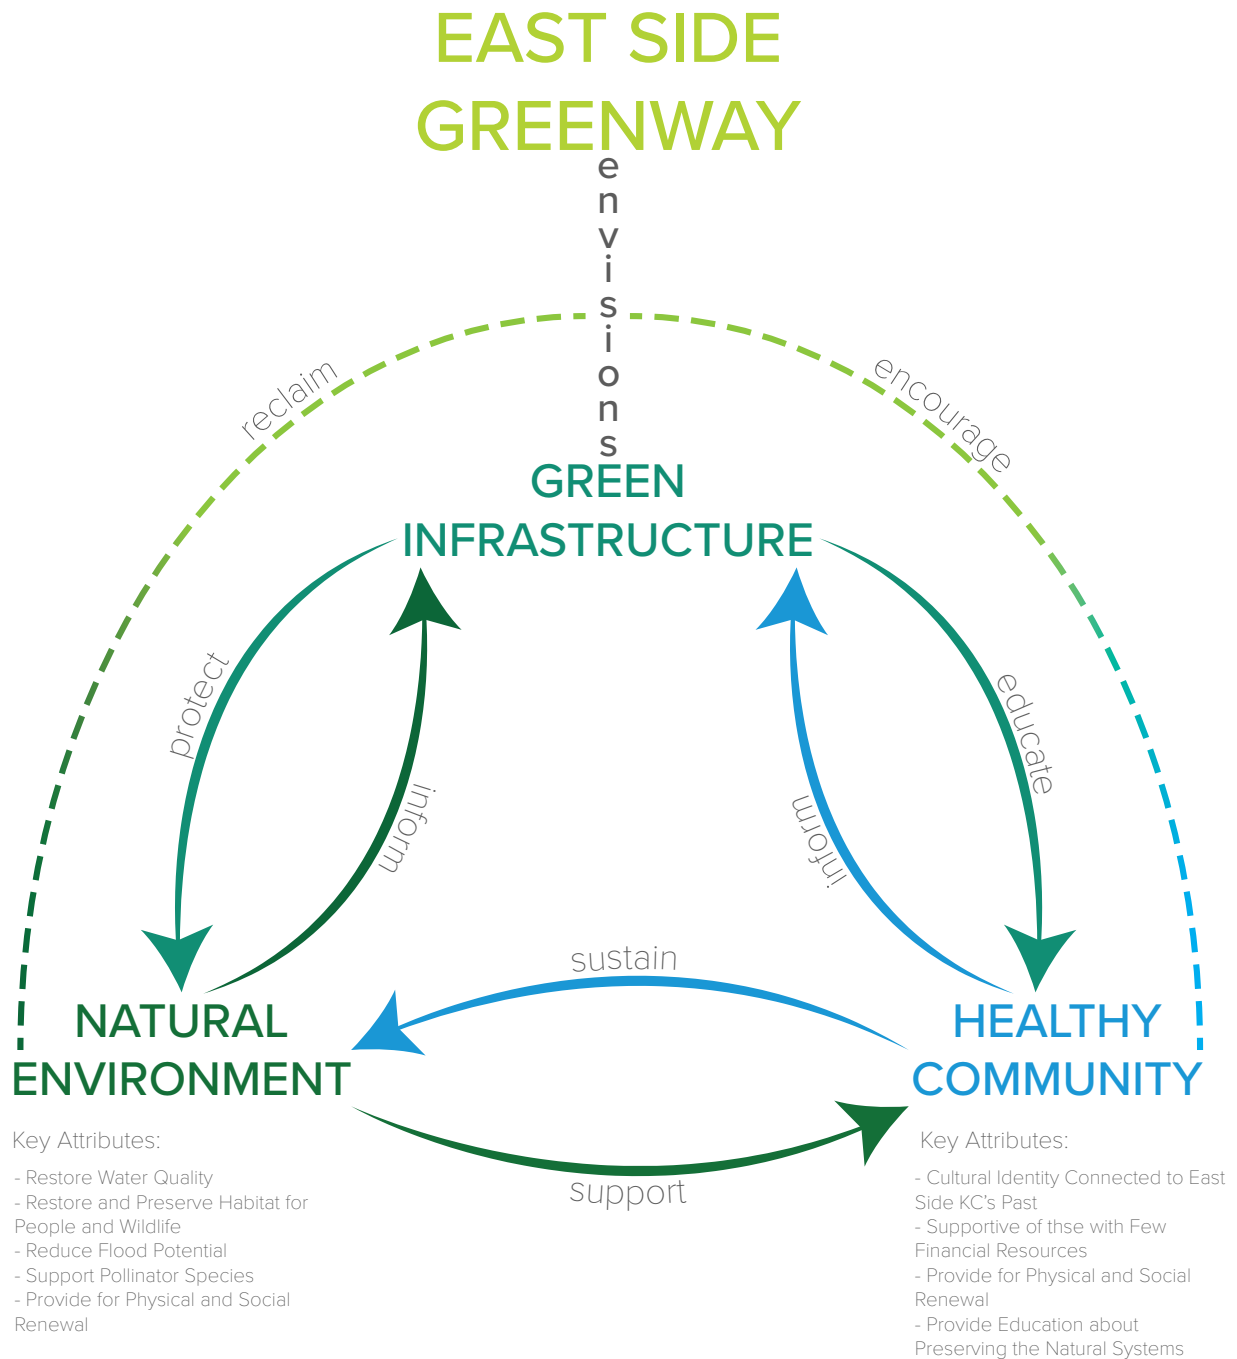 EAST SIDE
GREENWAY
envisions
reclaim
encourage
GREEN
INFRASTRUCTURE
protect
educate
inform
inform
sustain
NATURAL
ENVIRONMENT
HEALTHY
COMMUNITY
support
Key Attributes:
- Restore Water Quality
- Restore and Preserve Habitat for
People and Wildlife
- Reduce Flood Potential
- Support Pollinator Species
- Provide for Physical and Social
Renewal
Key Attributes:
- Cultural Identity Connected to East
Side KC's Past
- Supportive of thse with Few
Financial Resources
- Provide for Physical and Social
Renewal
- Provide Education about
Preserving the Natural Systems